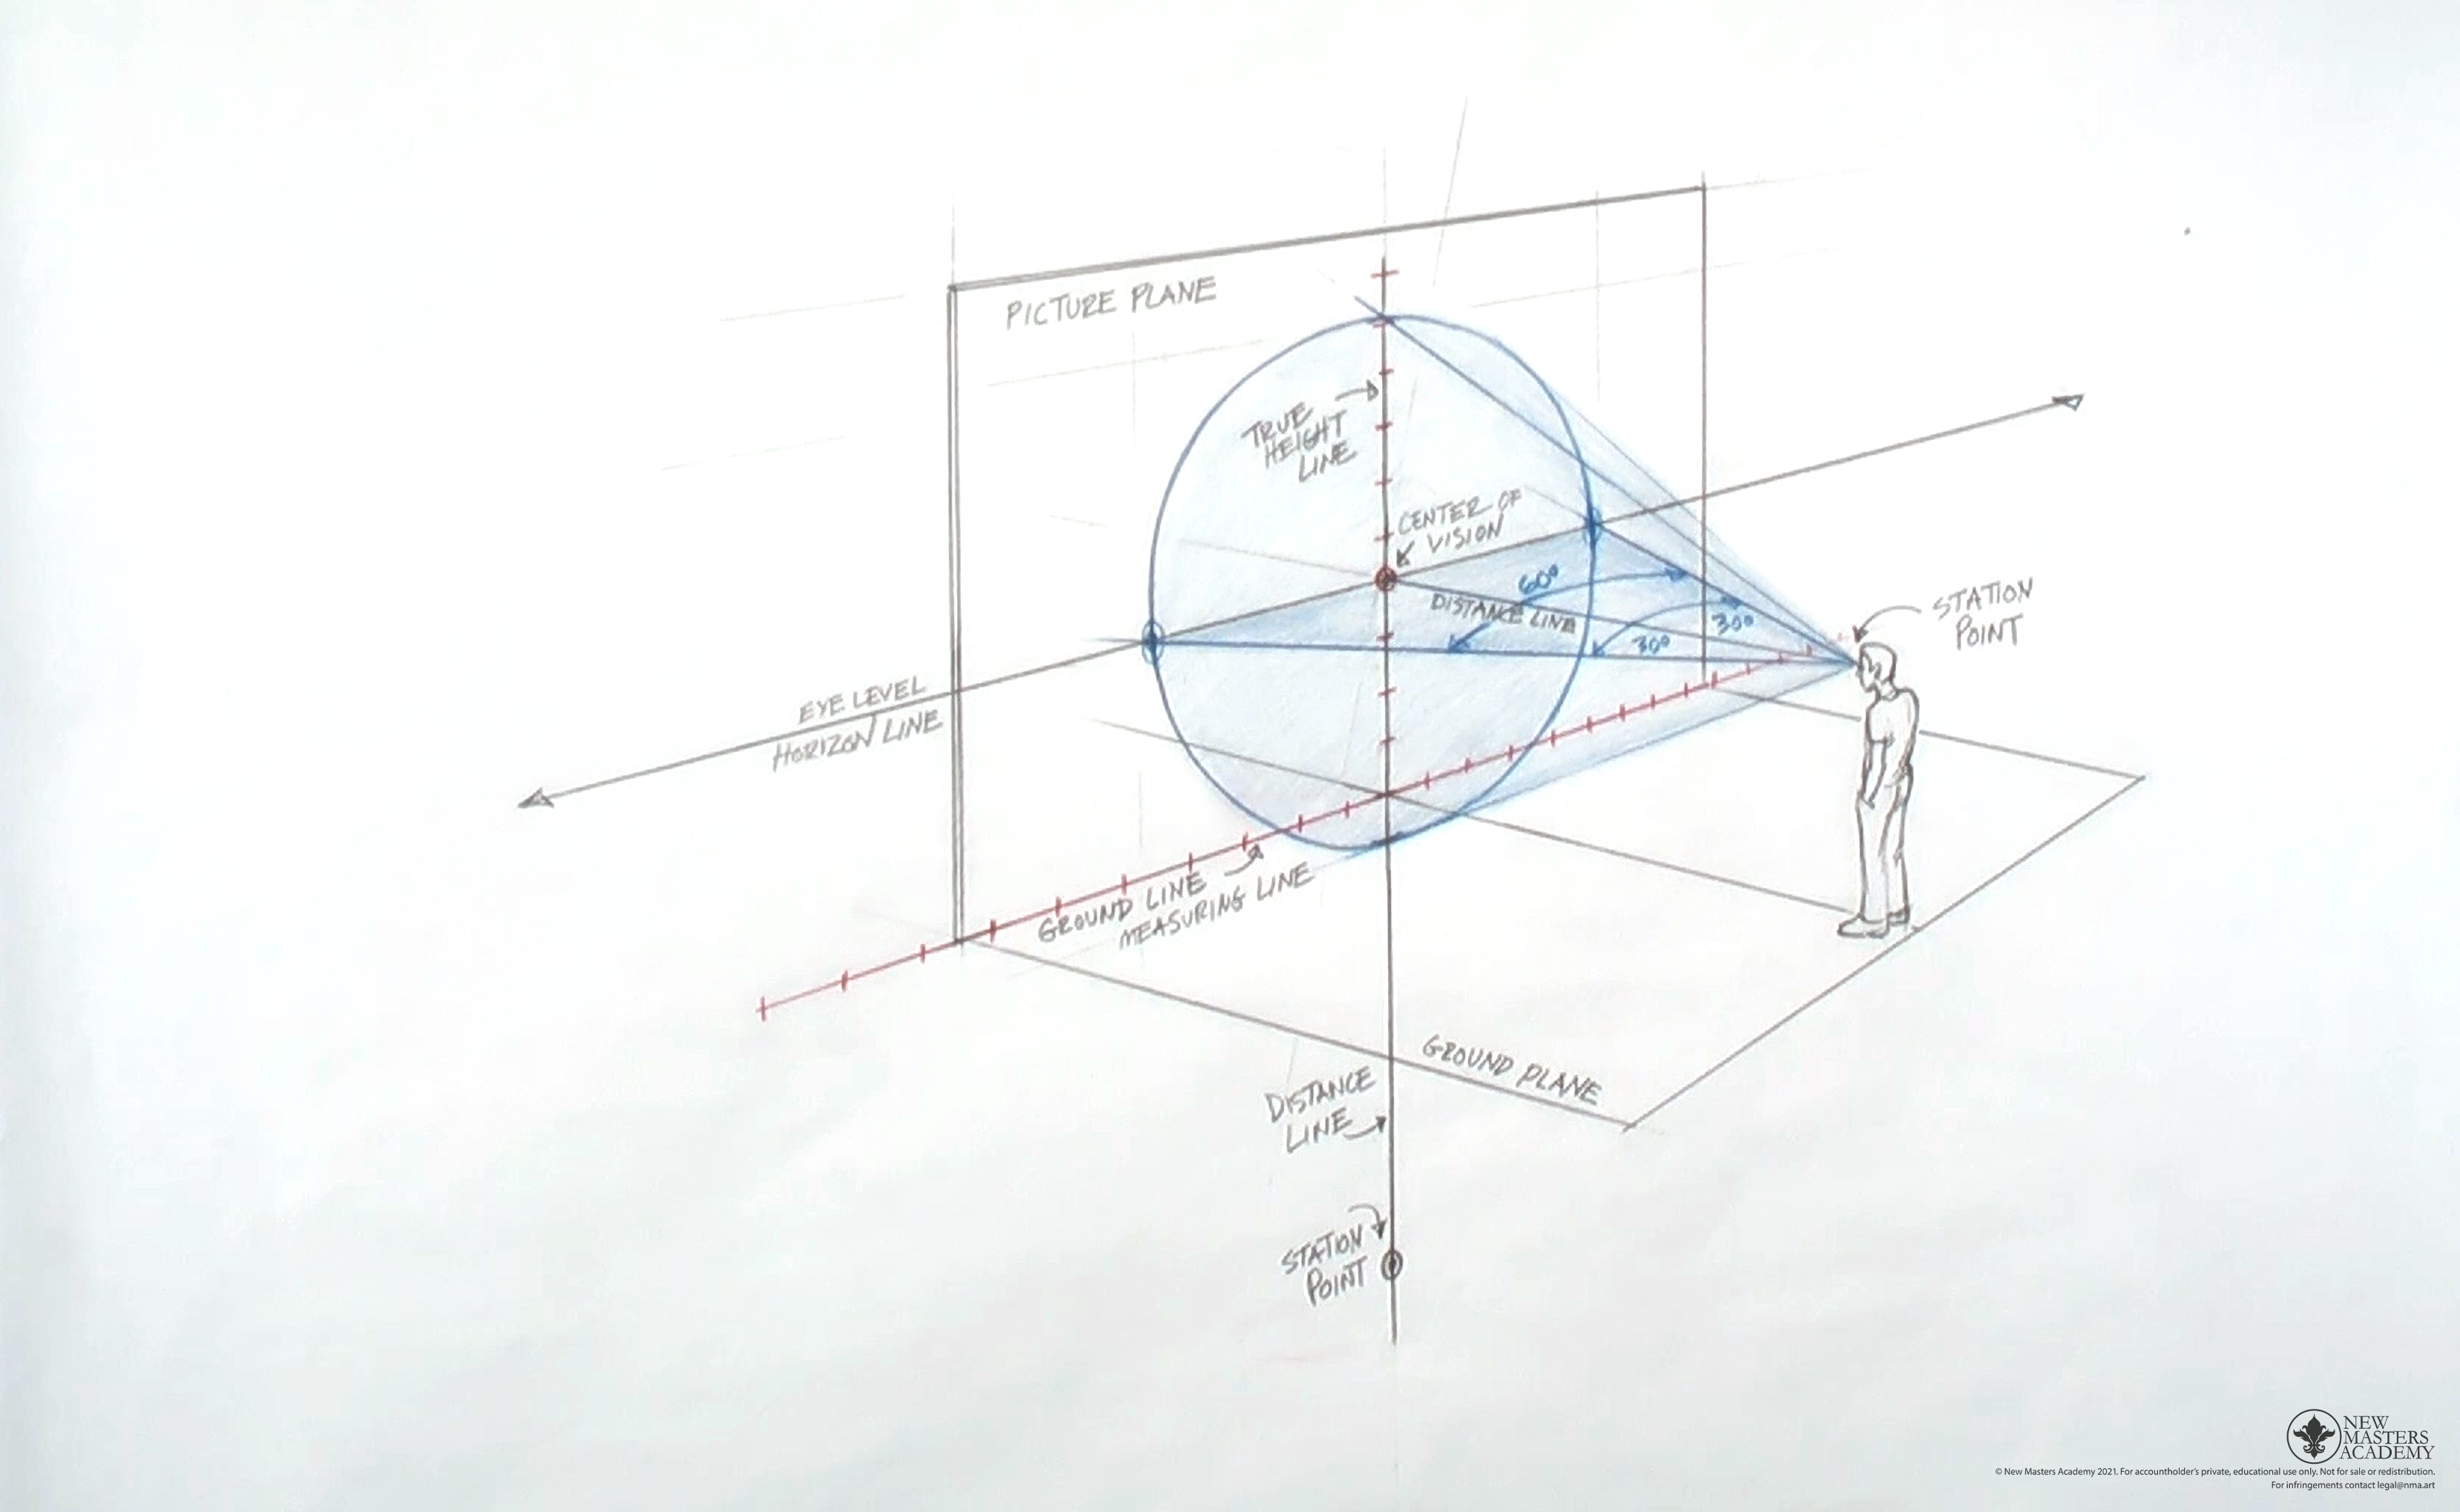 PICTURE PLANE
TRUE
HEIGHT
LINE
CENTER OF
VISION
60°
DISTANCE LINE
30°
30°
STATION
POINT
EYE LEVEL
HORIZON LINE
GROUND LINE
MEASURING LINE
GROUND PLANE
DISTANCE
LINE
STATION
POINT
NEW
MASTERS
ACADEMY
© New Masters Academy 2021. For accountholder's private, educational use only. Not for sale or redistribution.
For infringements contact legal@nma.art